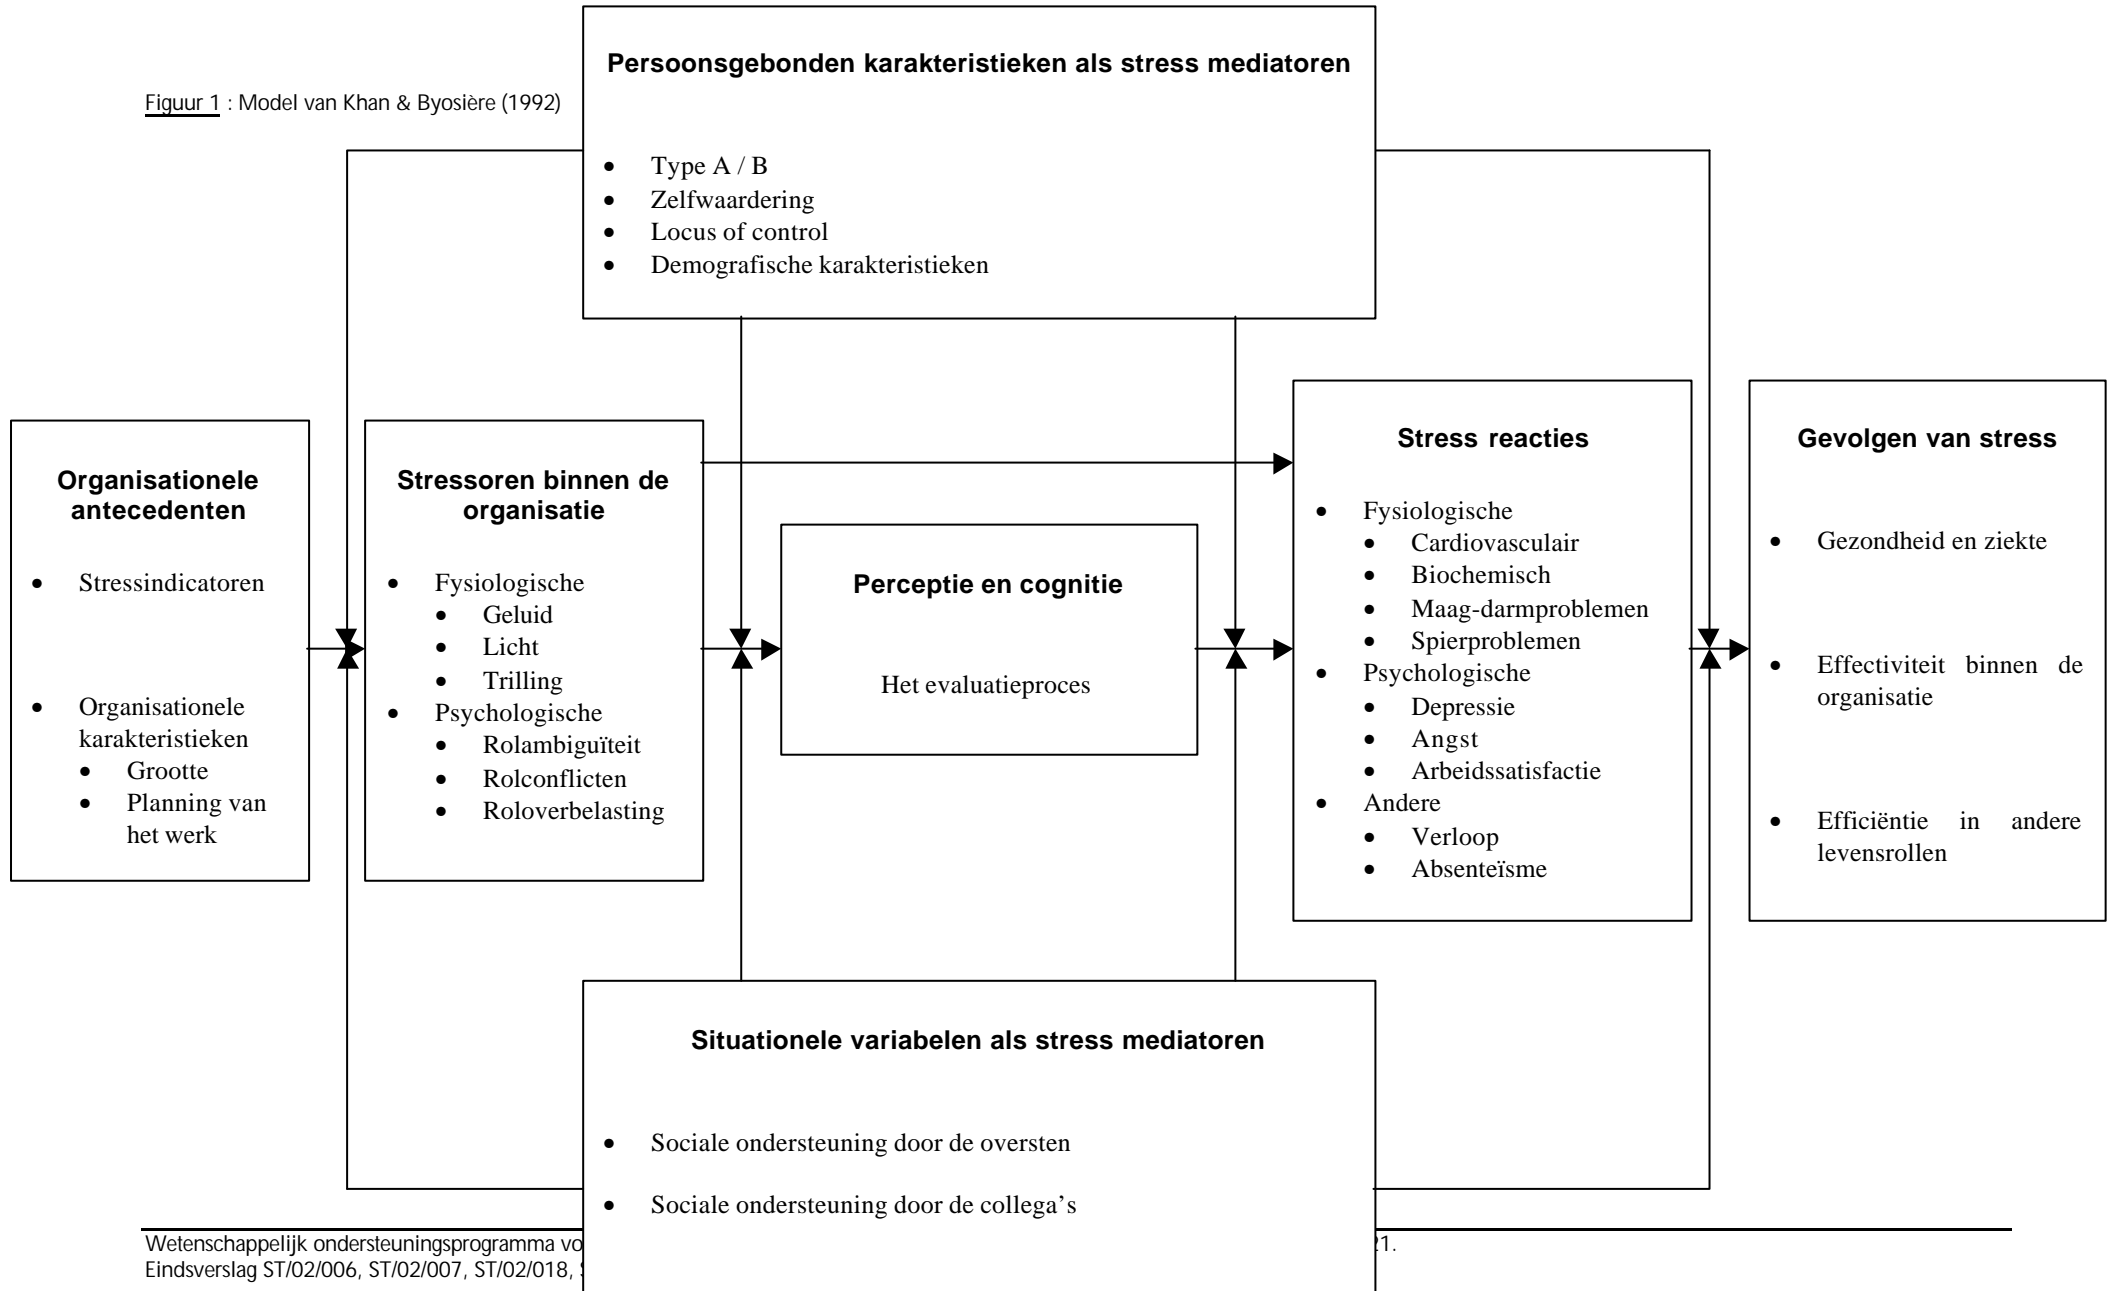 Persoonsgebonden karakteristieken als stress mediatoren
Figuur 1 : Model van Khan & Byosière (1992)
• Type A / B
• Zelfwaardering
• Locus of control
• Demografische karakteristieken
Organisationele
antecedenten
• Stressindicatoren
• Organisationele
karakteristieken
• Grootte
• Planning van
het werk
Stressoren binnen de
organisatie
• Fysiologische
• Geluid
• Licht
• Trilling
• Psychologische
• Rolambiguïteit
• Rolconflicten
• Roloverbelasting
Perceptie en cognitie
Het evaluatieproces
Stress reacties
• Fysiologische
• Cardiovasculair
• Biochemisch
• Maag-darmproblemen
• Spierproblemen
• Psychologische
• Depressie
• Angst
• Arbeidssatisfactie
• Andere
• Verloop
• Absenteïsme
Gevolgen van stress
• Gezondheid en ziekte
• Effectiviteit binnen de
organisatie
• Efficiëntie in andere
levensrollen
Situationele variabelen als stress mediatoren
• Sociale ondersteuning door de oversten
• Sociale ondersteuning door de collega’s
Wetenschappelijk ondersteuningsprogramma
Eindsverslag ST/02/006, ST/02/007, ST/02/018,